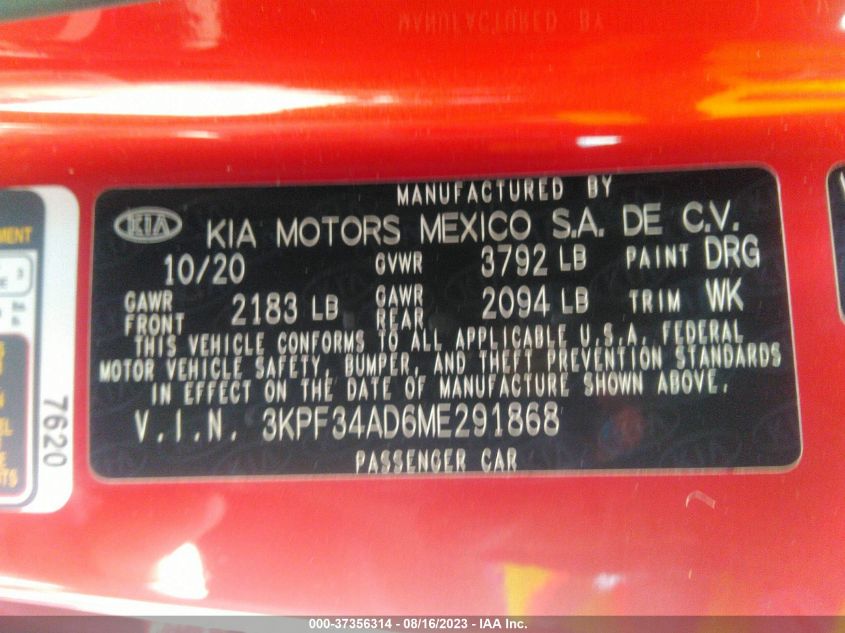 MANUFACTURED BY
KIA KIA MOTORS MEXICO S.A. DE C.V.
10/20 GVWR 3792 LB PAINT DRG
GAWR FRONT 2183 LB GAWR REAR 2094 LB TRIM WK
THIS VEHICLE CONFORMS TO ALL APPLICABLE U.S.A. FEDERAL
MOTOR VEHICLE SAFETY, BUMPER, AND THEFT PREVENTION STANDARDS
IN EFFECT ON THE DATE OF MANUFACTURE SHOWN ABOVE.
V.I.N. 3KPF34AD6ME291868
PASSENGER CAR
7620
000-37356314 - 08/16/2023 - IAA Inc.